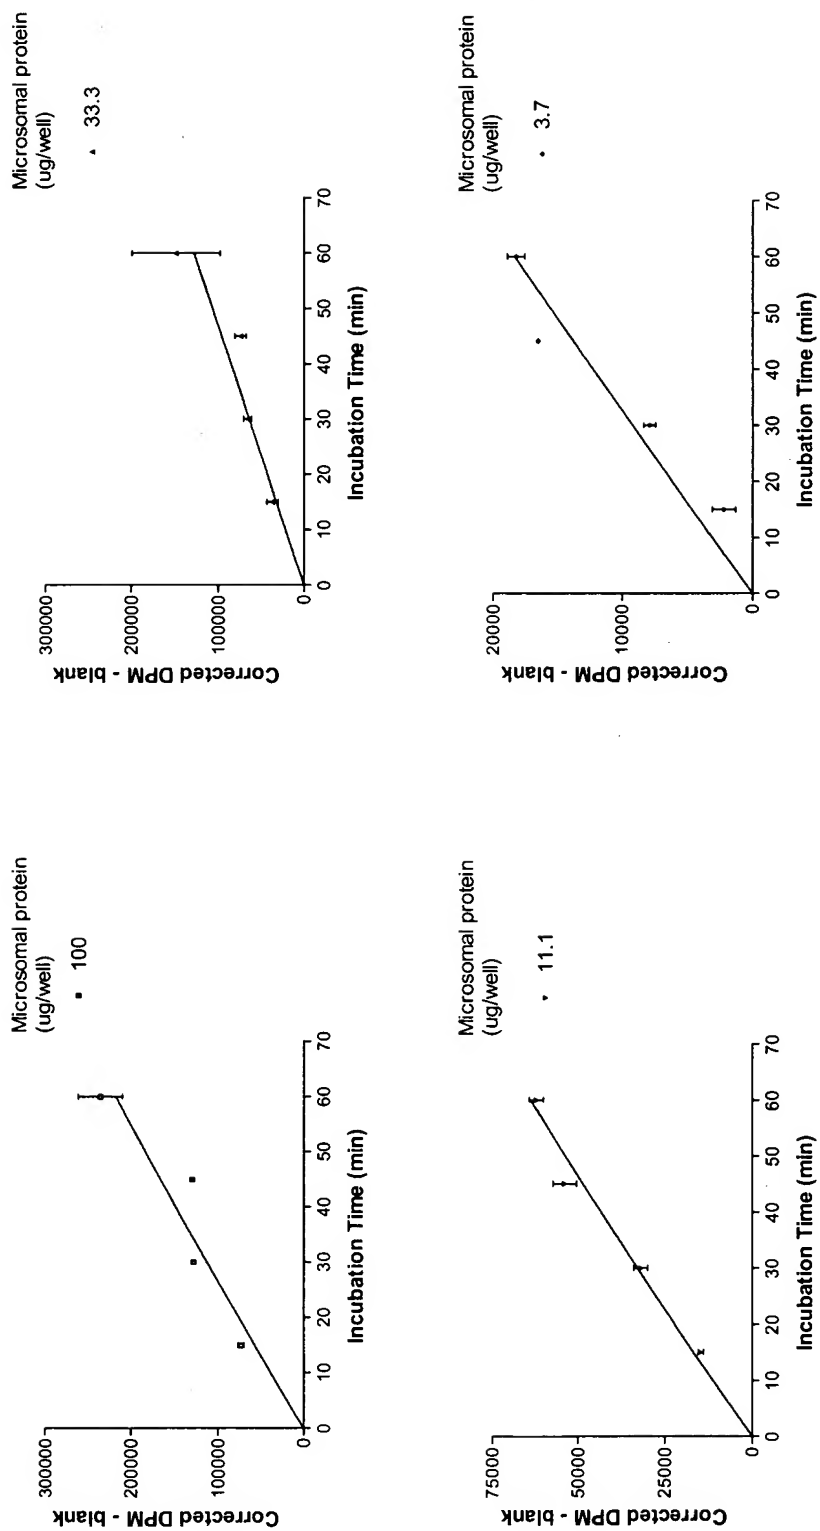 Corrected DPM - blank
300000
200000
100000
0
0 10 20 30 40 50 60 70
Incubation Time (min)
Microsomal protein
(ug/well)
100
Corrected DPM - blank
300000
200000
100000
0
0 10 20 30 40 50 60 70
Incubation Time (min)
Microsomal protein
(ug/well)
33.3
Corrected DPM - blank
75000
50000
25000
0
0 10 20 30 40 50 60 70
Incubation Time (min)
Microsomal protein
(ug/well)
11.1
Corrected DPM - blank
20000
10000
0
0 10 20 30 40 50 60 70
Incubation Time (min)
Microsomal protein
(ug/well)
3.7